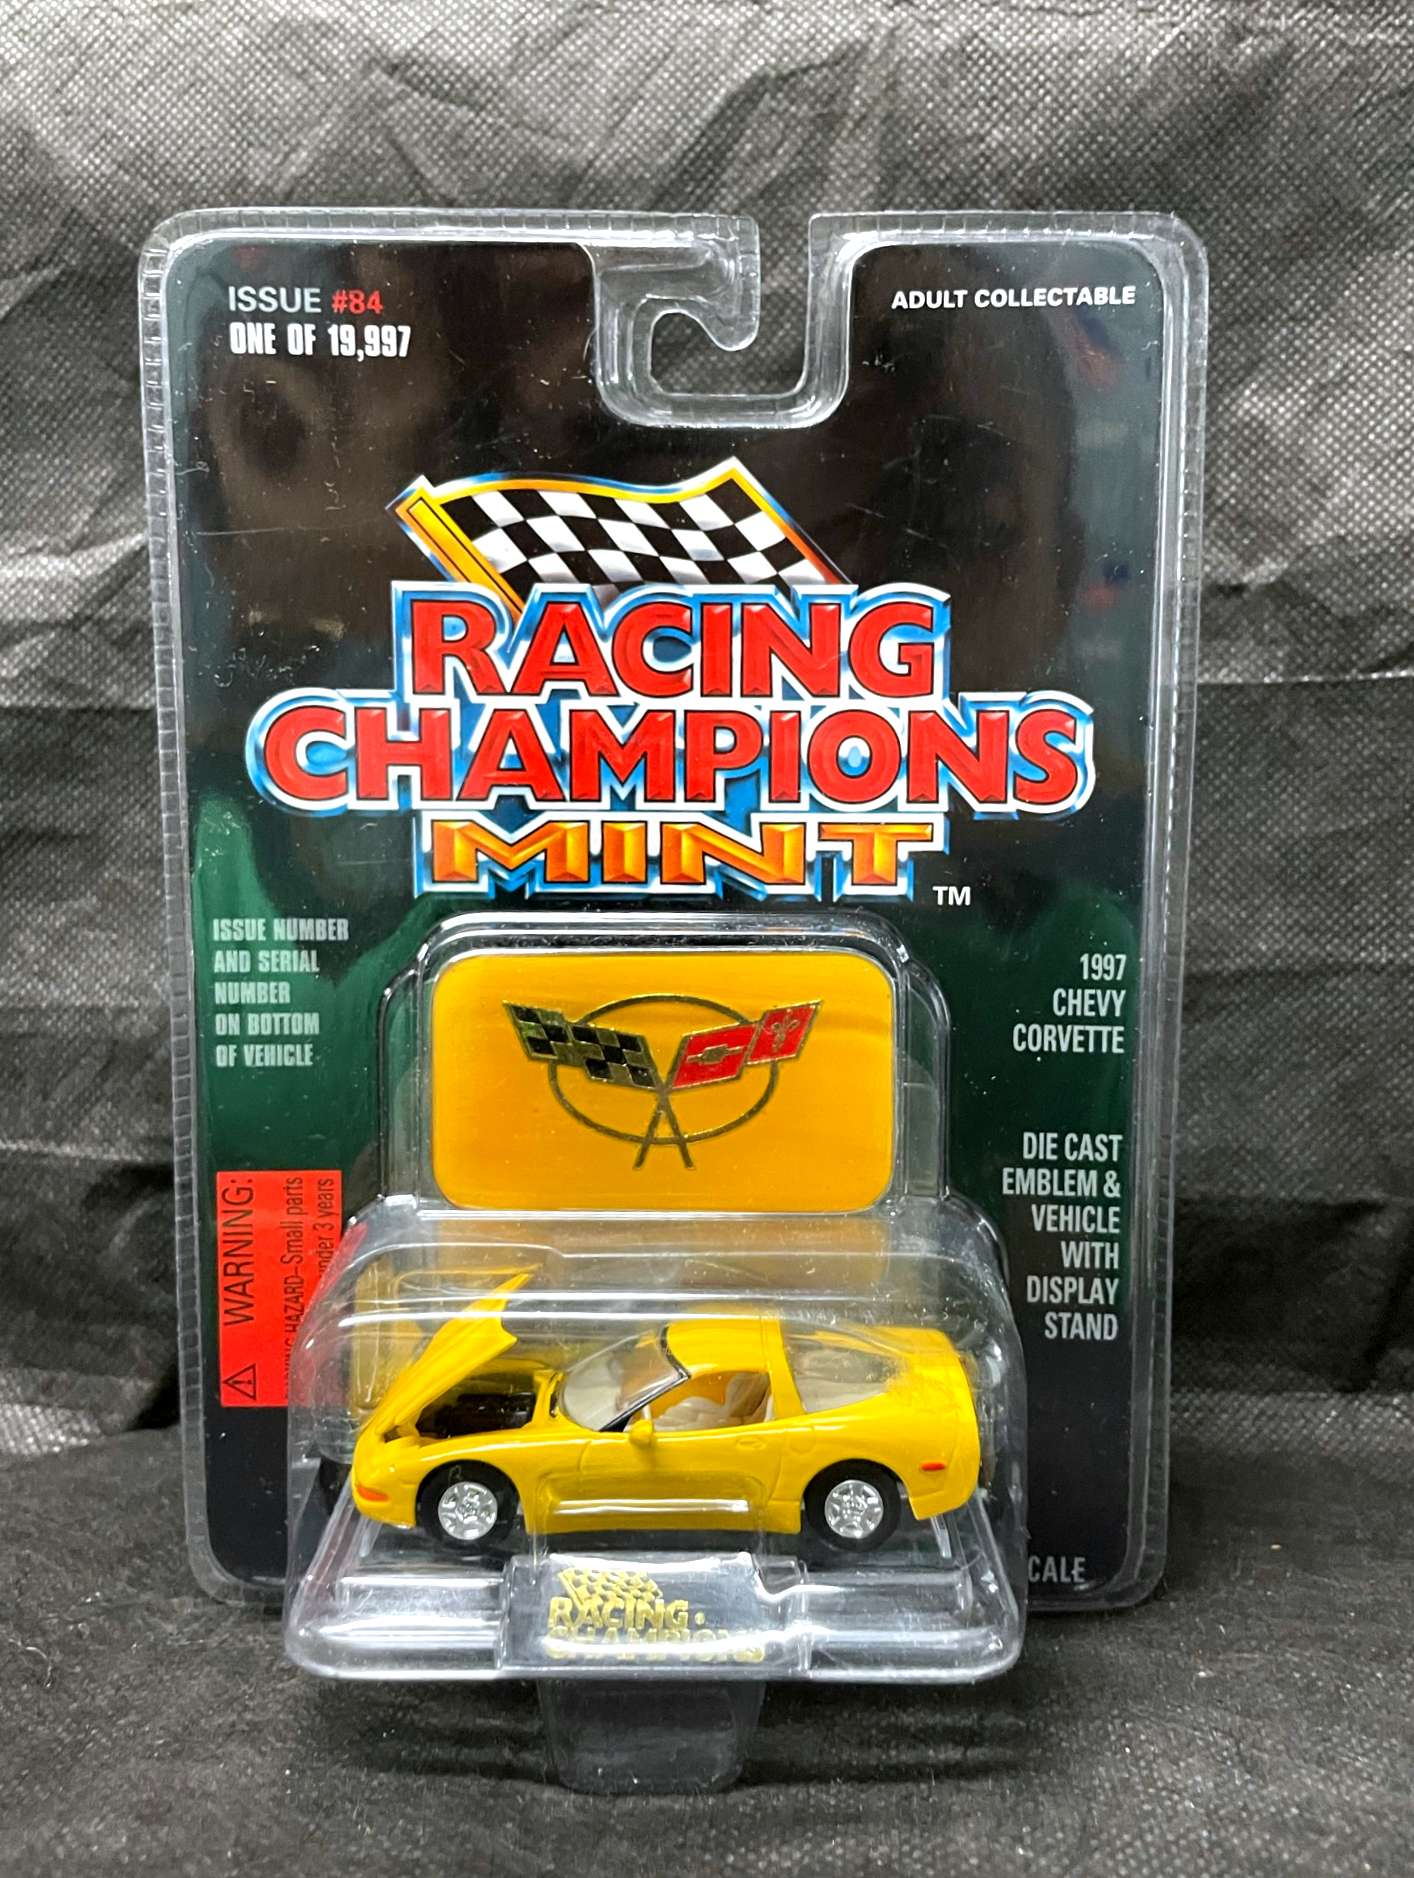 ISSUE #84
ONE OF 19,997
ADULT COLLECTABLE
RACING
CHAMPIONS
MINT TM
ISSUE NUMBER
AND SERIAL
NUMBER
ON BOTTOM
OF VEHICLE
1997
CHEVY
CORVETTE
DIE CAST
EMBLEM &
VEHICLE
WITH
DISPLAY
STAND
WARNING:
HAZARD–Small parts
3 years
RACING
CHAMPIONS